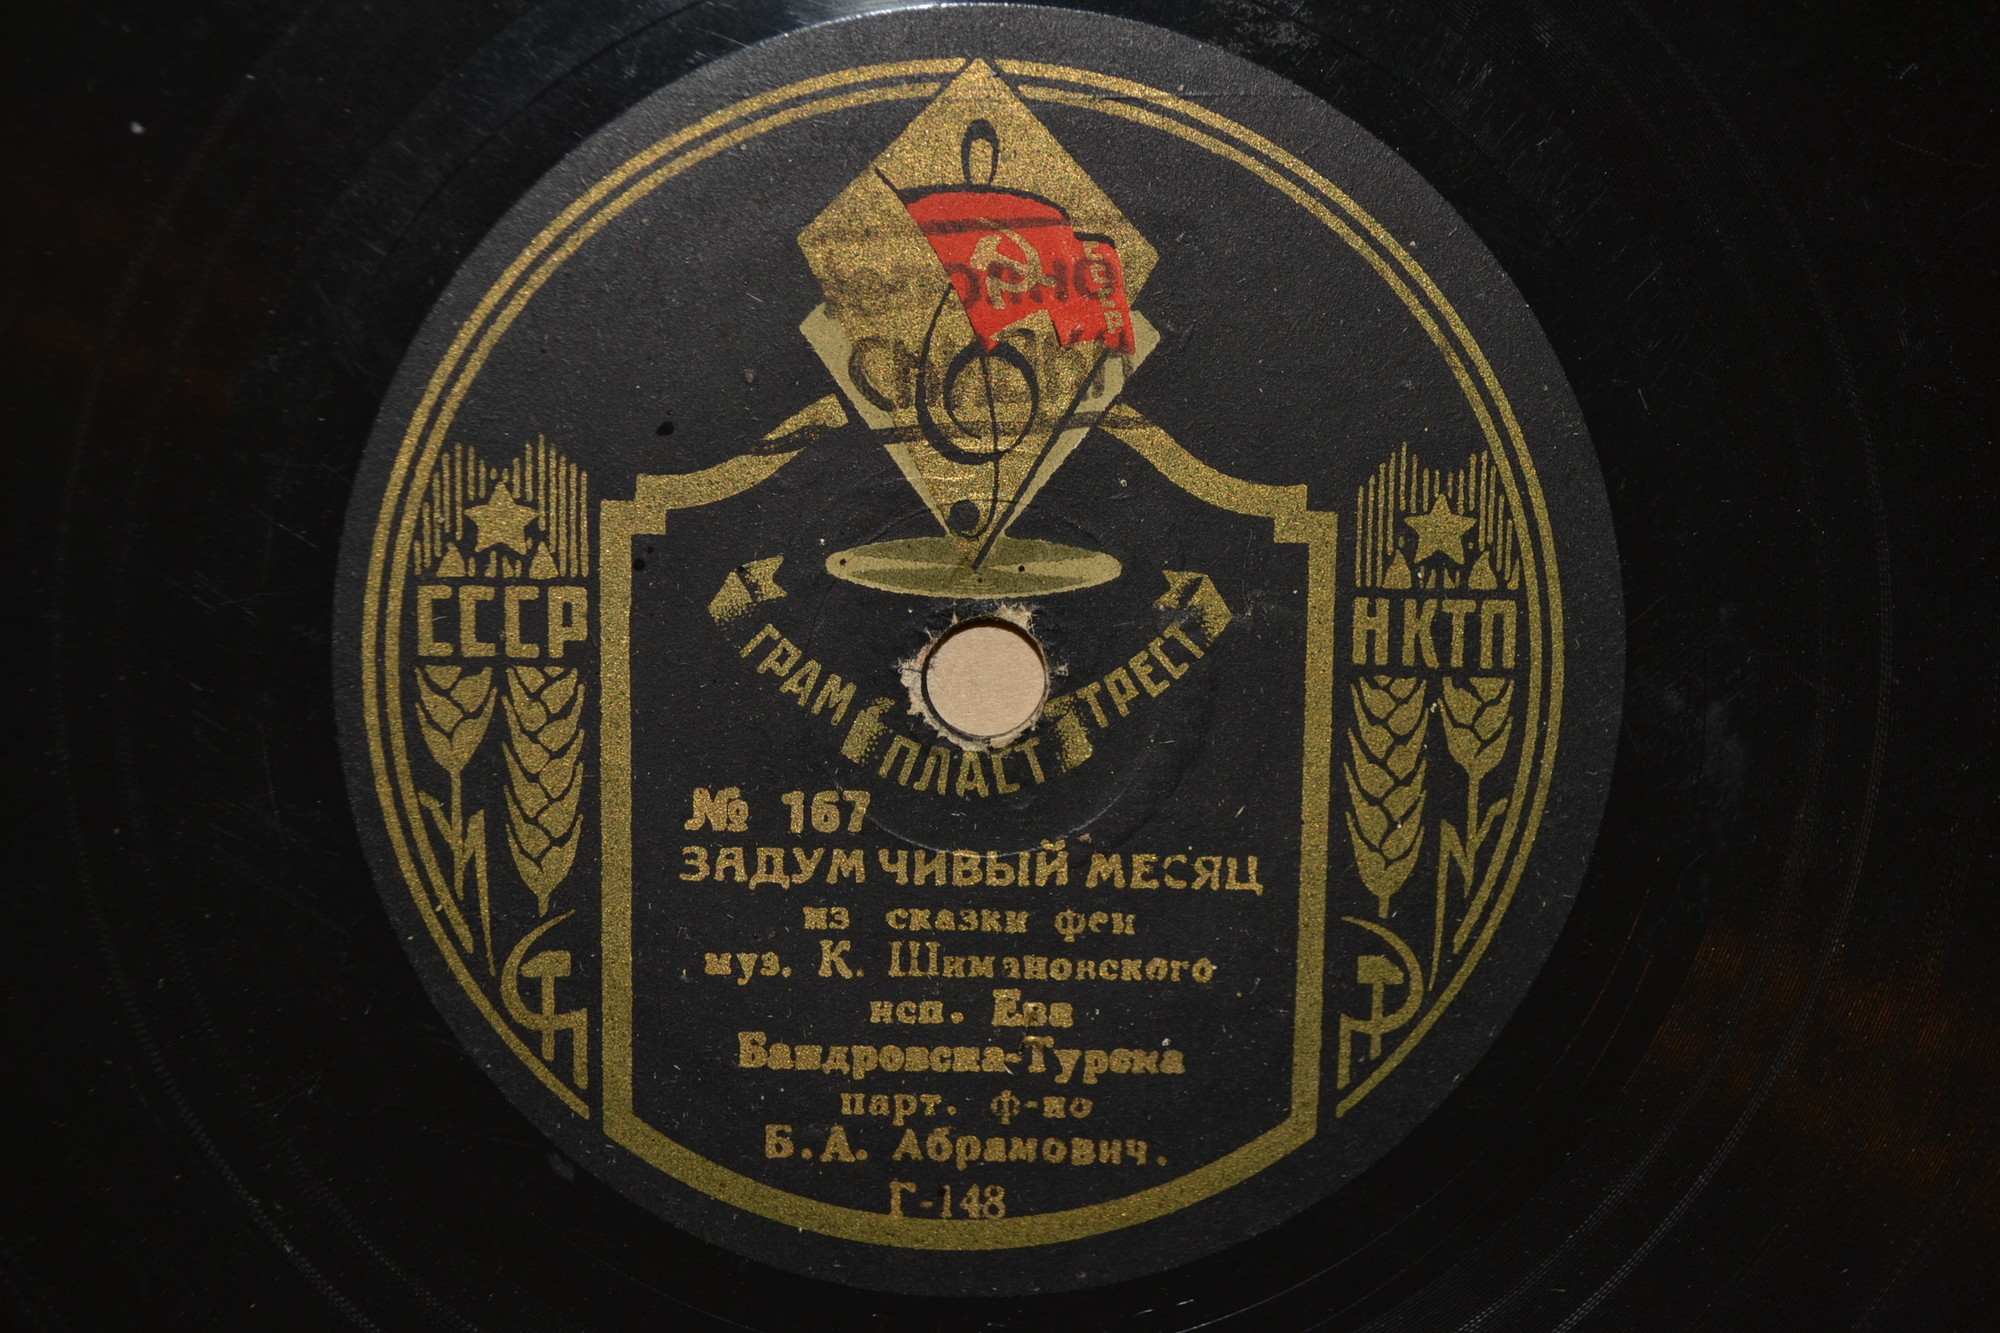 СССР
НКТП
ГРАМ ПЛАСТ ТРЕСТ
№ 167
ЗАДУМЧИВЫЙ МЕСЯЦ
из сказки феи
муз. К. Шимановского
исп. Ева
Бандровска-Турска
парт. ф-но
Б.А. Абрамович.
Г-148